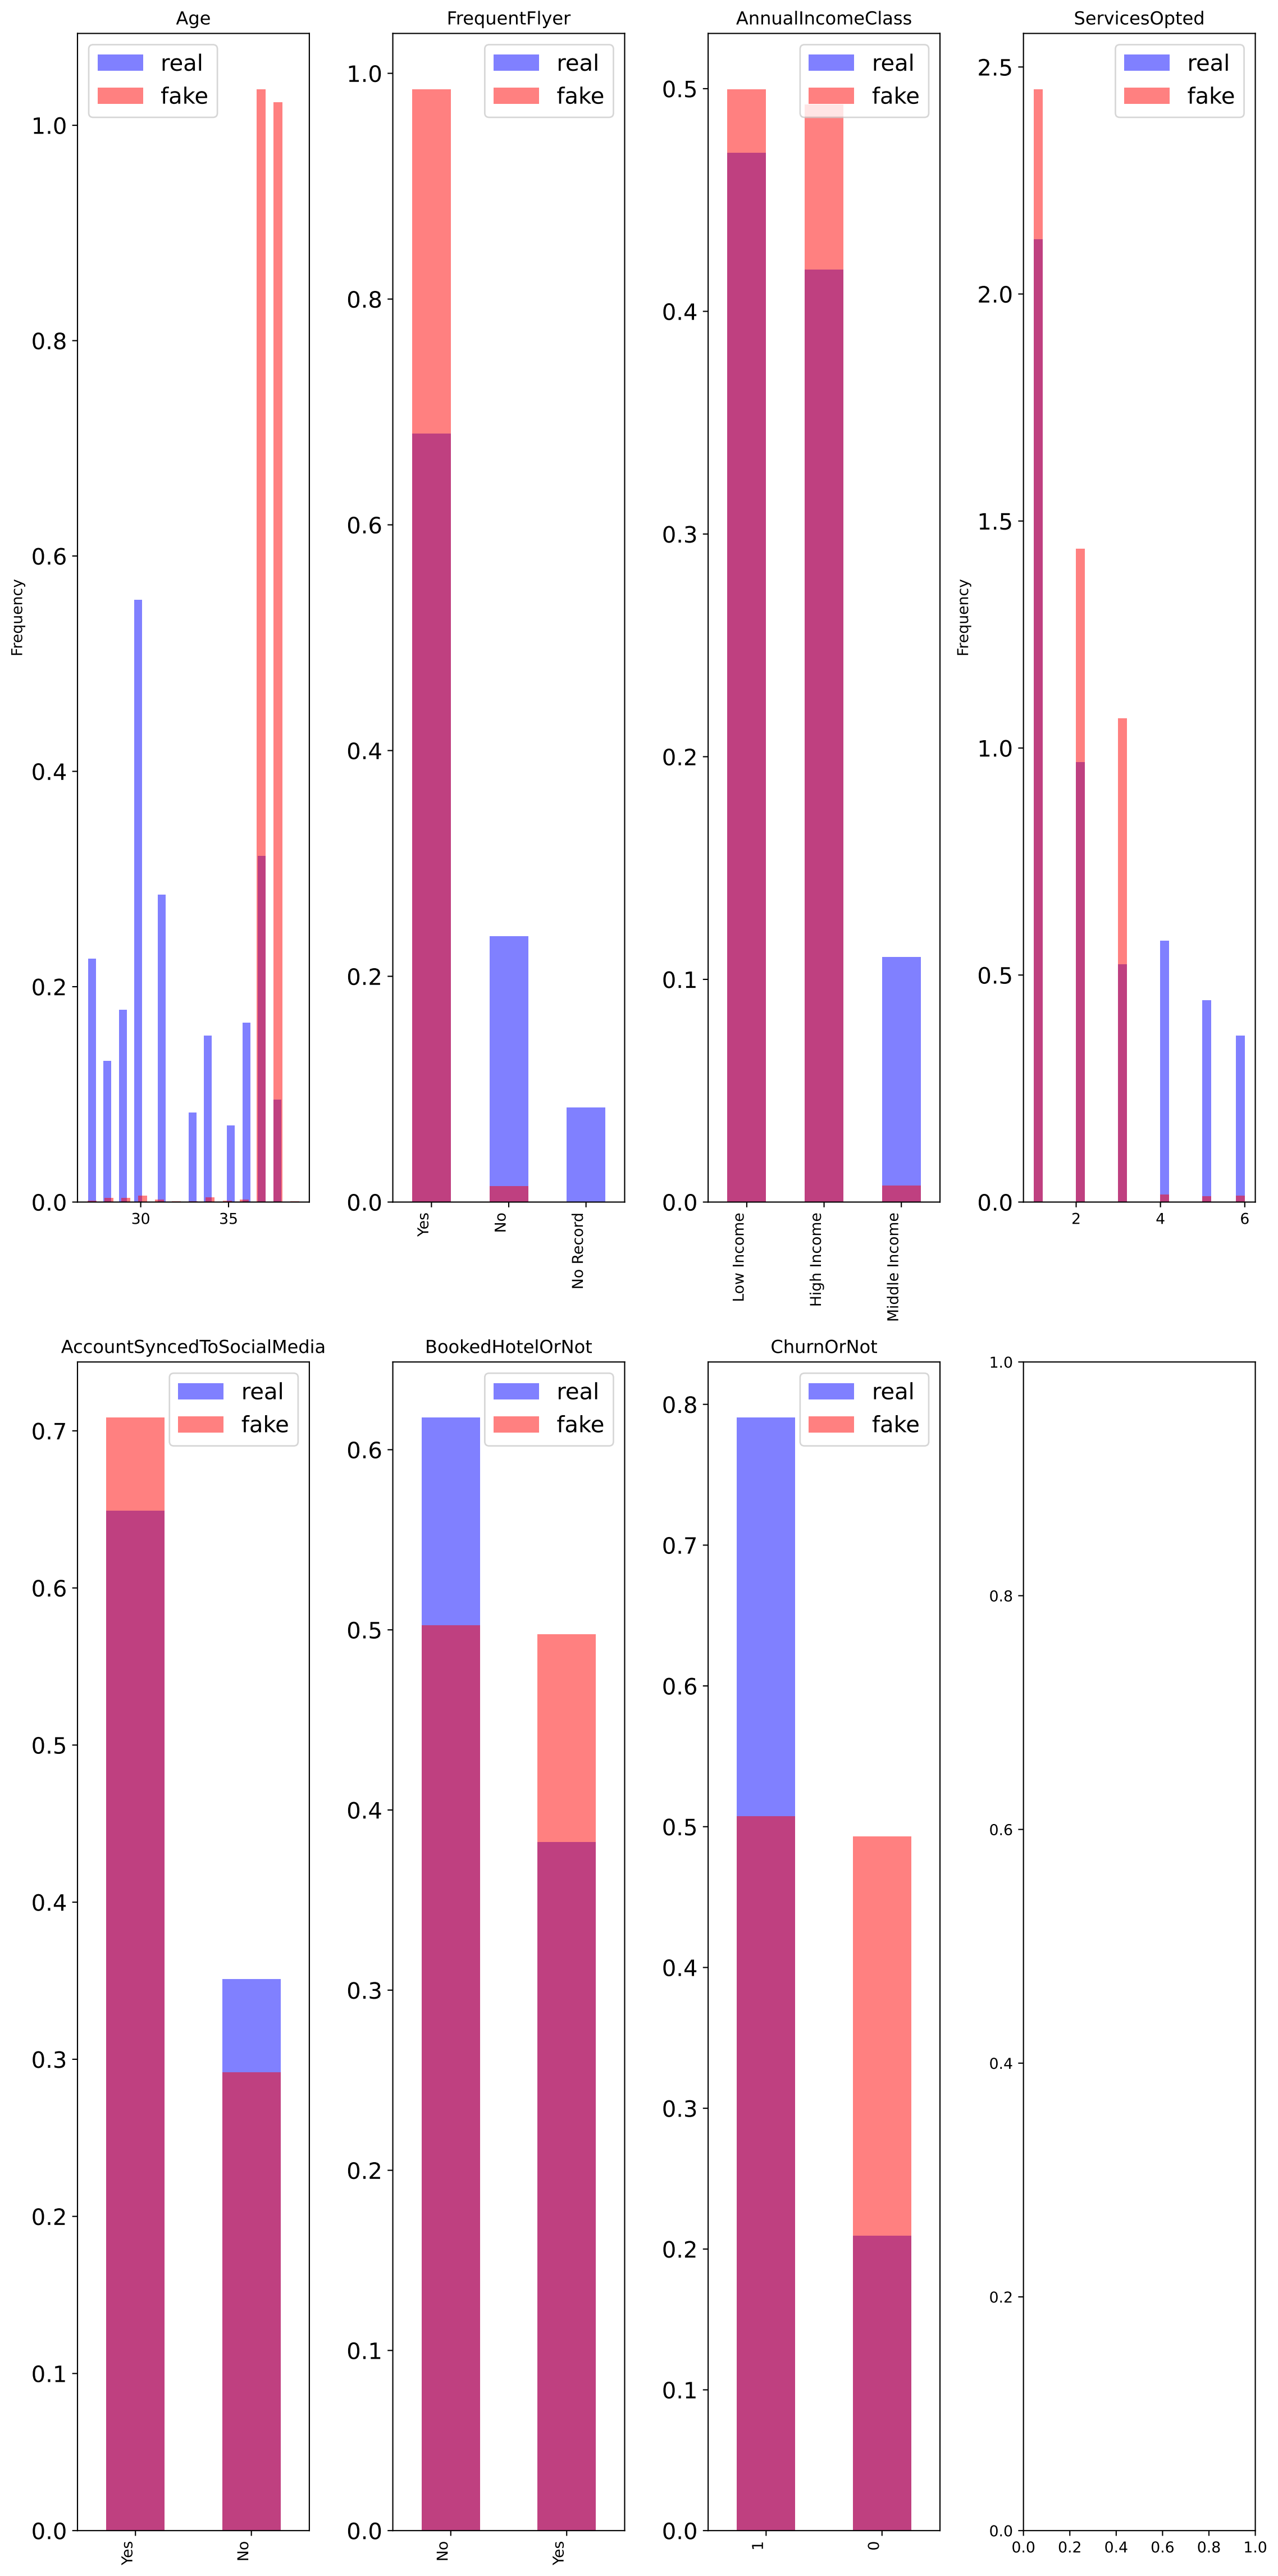 Age
real
fake
Frequency
1.0
0.8
0.6
0.4
0.2
0.0
30
35
FrequentFlyer
real
fake
1.0
0.8
0.6
0.4
0.2
0.0
Yes
No
No Record
AnnualIncomeClass
real
fake
0.5
0.4
0.3
0.2
0.1
0.0
Low Income
High Income
Middle Income
ServicesOpted
real
fake
Frequency
2.5
2.0
1.5
1.0
0.5
0.0
2
4
6
AccountSyncedToSocialMedia
real
fake
0.7
0.6
0.5
0.4
0.3
0.2
0.1
0.0
Yes
No
BookedHotelOrNot
real
fake
0.6
0.5
0.4
0.3
0.2
0.1
0.0
No
Yes
ChurnOrNot
real
fake
0.8
0.7
0.6
0.5
0.4
0.3
0.2
0.1
0.0
1
0
1.0
0.8
0.6
0.4
0.2
0.0
0.0 0.2 0.4 0.6 0.8 1.0